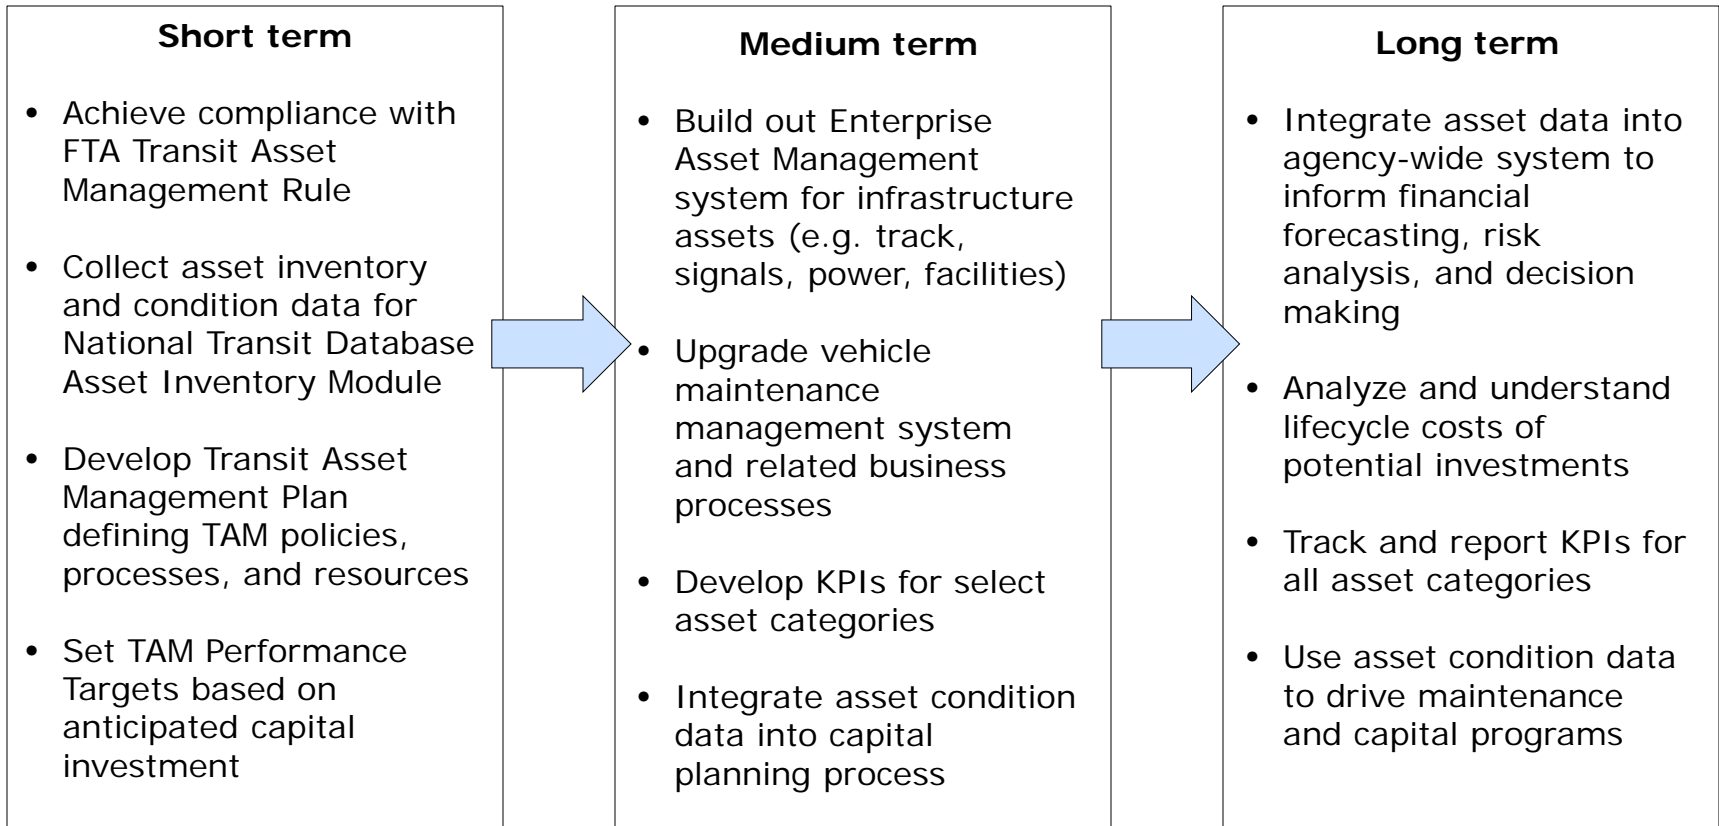 Short term
• Achieve compliance with
FTA Transit Asset
Management Rule
• Collect asset inventory
and condition data for
National Transit Database
Asset Inventory Module
• Develop Transit Asset
Management Plan
defining TAM policies,
processes, and resources
• Set TAM Performance
Targets based on
anticipated capital
investment
Medium term
• Build out Enterprise
Asset Management
system for infrastructure
assets (e.g. track,
signals, power, facilities)
• Upgrade vehicle
maintenance
management system
and related business
processes
• Develop KPIs for select
asset categories
• Integrate asset condition
data into capital
planning process
Long term
• Integrate asset data into
agency-wide system to
inform financial
forecasting, risk
analysis, and decision
making
• Analyze and understand
lifecycle costs of
potential investments
• Track and report KPIs for
all asset categories
• Use asset condition data
to drive maintenance
and capital programs